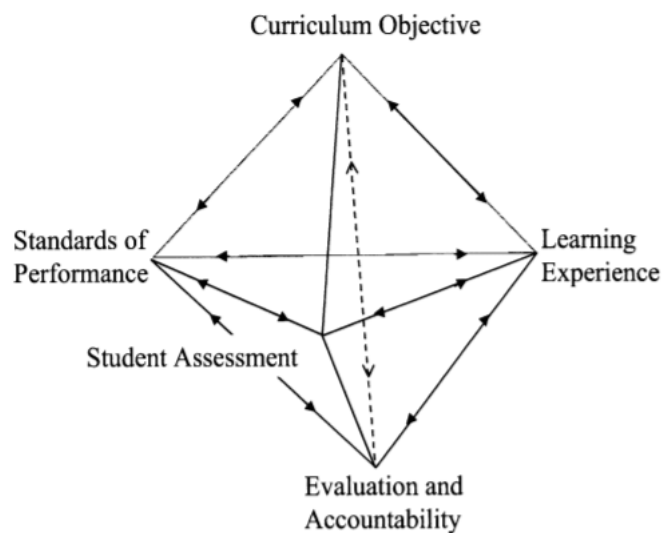 Curriculum Objective
Standards of
Performance
Learning
Experience
Student Assessment
Evaluation and
Accountability